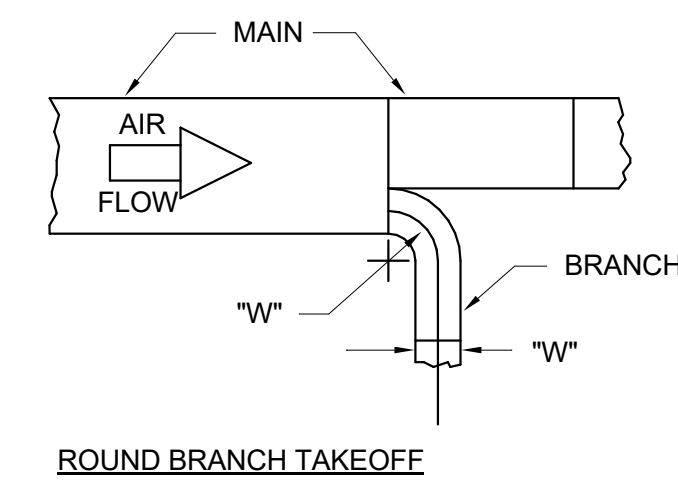 MAIN
AIR
FLOW
BRANCH
"W"
"W"
ROUND BRANCH TAKEOFF